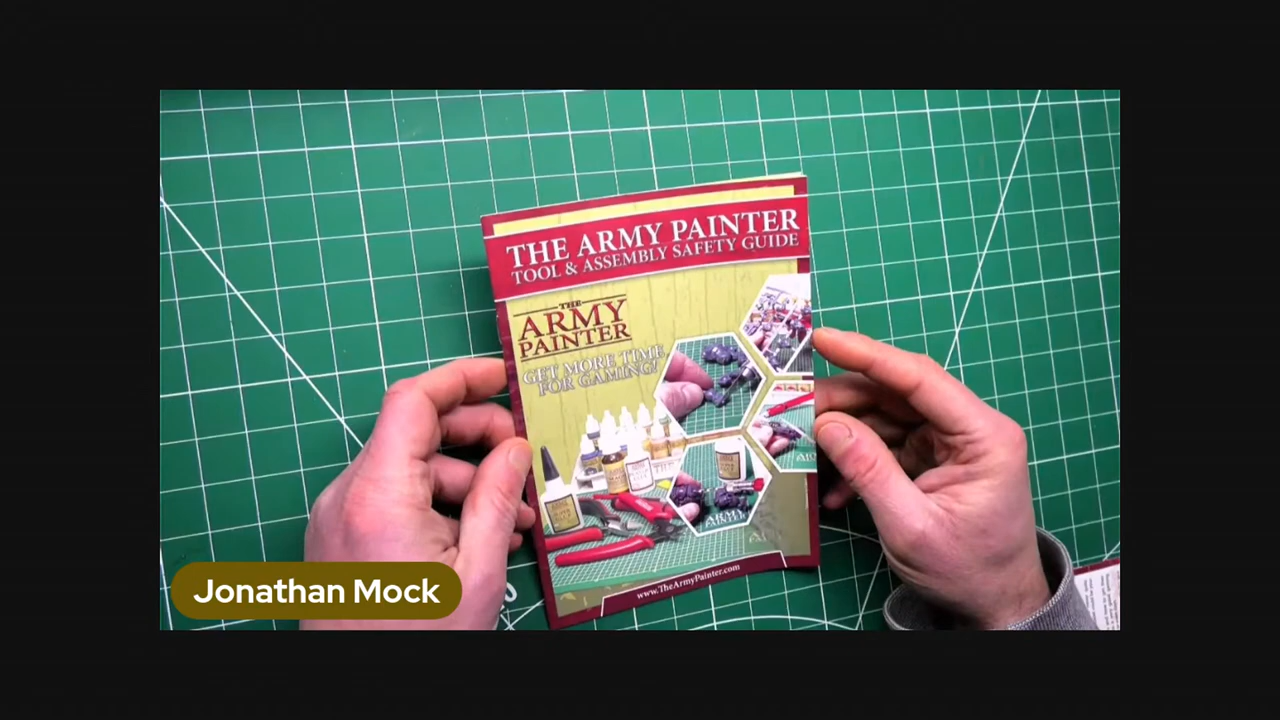 THE ARMY PAINTER
TOOL & ASSEMBLY SAFETY GUIDE
THE
ARMY
PAINTER
GET MORE TIME
FOR GAMING!
www.TheArmyPainter.com
Jonathan Mock